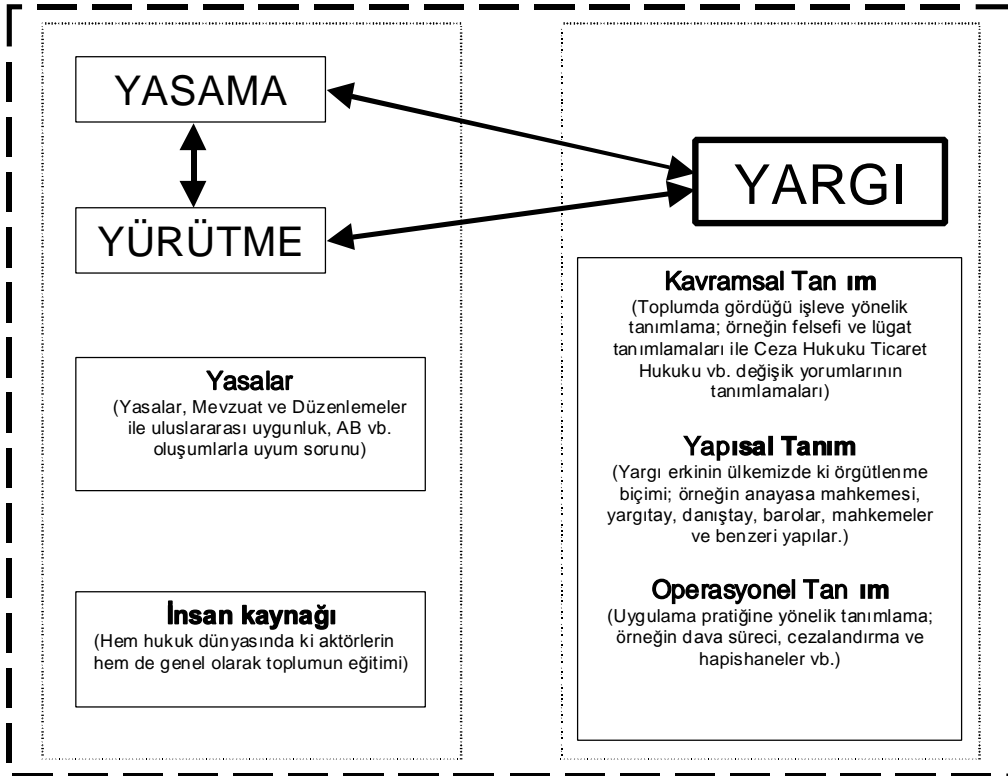 YASAMA
YÜRÜTME
Yasalar
(Yasalar, Mevzuat ve Düzenlemeler
ile uluslararası uygunluk, AB vb.
oluşumlarla uyum sorunu)
İnsan kaynağı
(Hem hukuk dünyasında ki aktörlerin
hem de genel olarak toplumun eğitimi)
YARGI
Kavramsal Tan ım
(Toplumda gördüğü işleve yönelik
tanımlama; örneğin felsefi ve lügat
tanımlamaları ile Ceza Hukuku Ticaret
Hukuku vb. değişik yorumlarının
tanımlamaları)
Yapısal Tanım
(Yargı erkinin ülkemizde ki örgütlenme
biçimi; örneğin anayasa mahkemesi,
yargıtay, danıştay, barolar, mahkemeler
ve benzeri yapılar.)
Operasyonel Tan ım
(Uygulama pratiğine yönelik tanımlama;
örneğin dava süreci, cezalandırma ve
hapishaneler vb.)